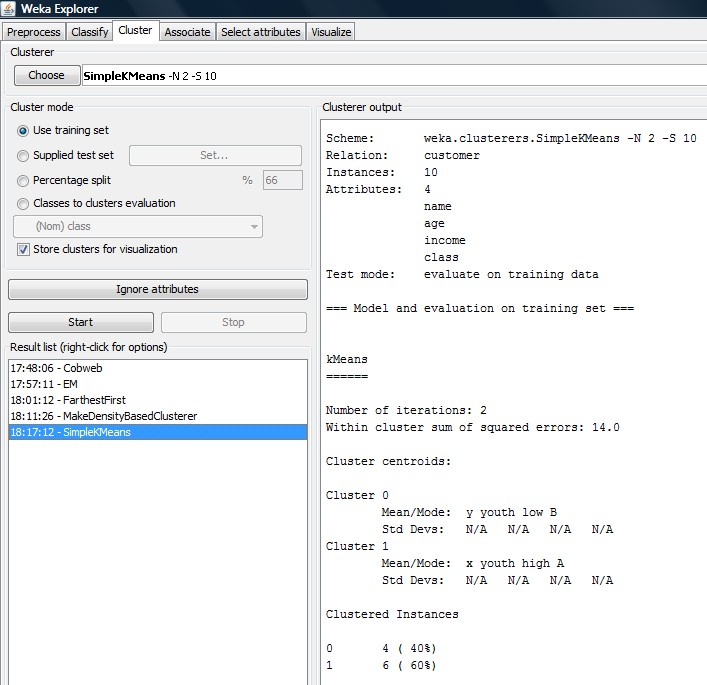 Weka Explorer
Preprocess Classify Cluster Associate Select attributes Visualize
Clusterer
Choose SimpleKMeans -N 2 -S 10
Cluster mode
Use training set
Supplied test set Set...
Percentage split % 66
Classes to clusters evaluation
(Nom) class
Store clusters for visualization
Ignore attributes
Start Stop
Result list (right-click for options)
17:48:06 - Cobweb
17:57:11 - EM
18:01:12 - FarthestFirst
18:11:26 - MakeDensityBasedClusterer
18:17:12 - SimpleKMeans
Clusterer output
Scheme: weka.clusterers.SimpleKMeans -N 2 -S 10
Relation: customer
Instances: 10
Attributes: 4
name
age
income
class
Test mode: evaluate on training data
=== Model and evaluation on training set ===
kMeans
======
Number of iterations: 2
Within cluster sum of squared errors: 14.0
Cluster centroids:
Cluster 0
Mean/Mode: y youth low B
Std Devs: N/A N/A N/A N/A
Cluster 1
Mean/Mode: x youth high A
Std Devs: N/A N/A N/A N/A
Clustered Instances
0 4 ( 40%)
1 6 ( 60%)